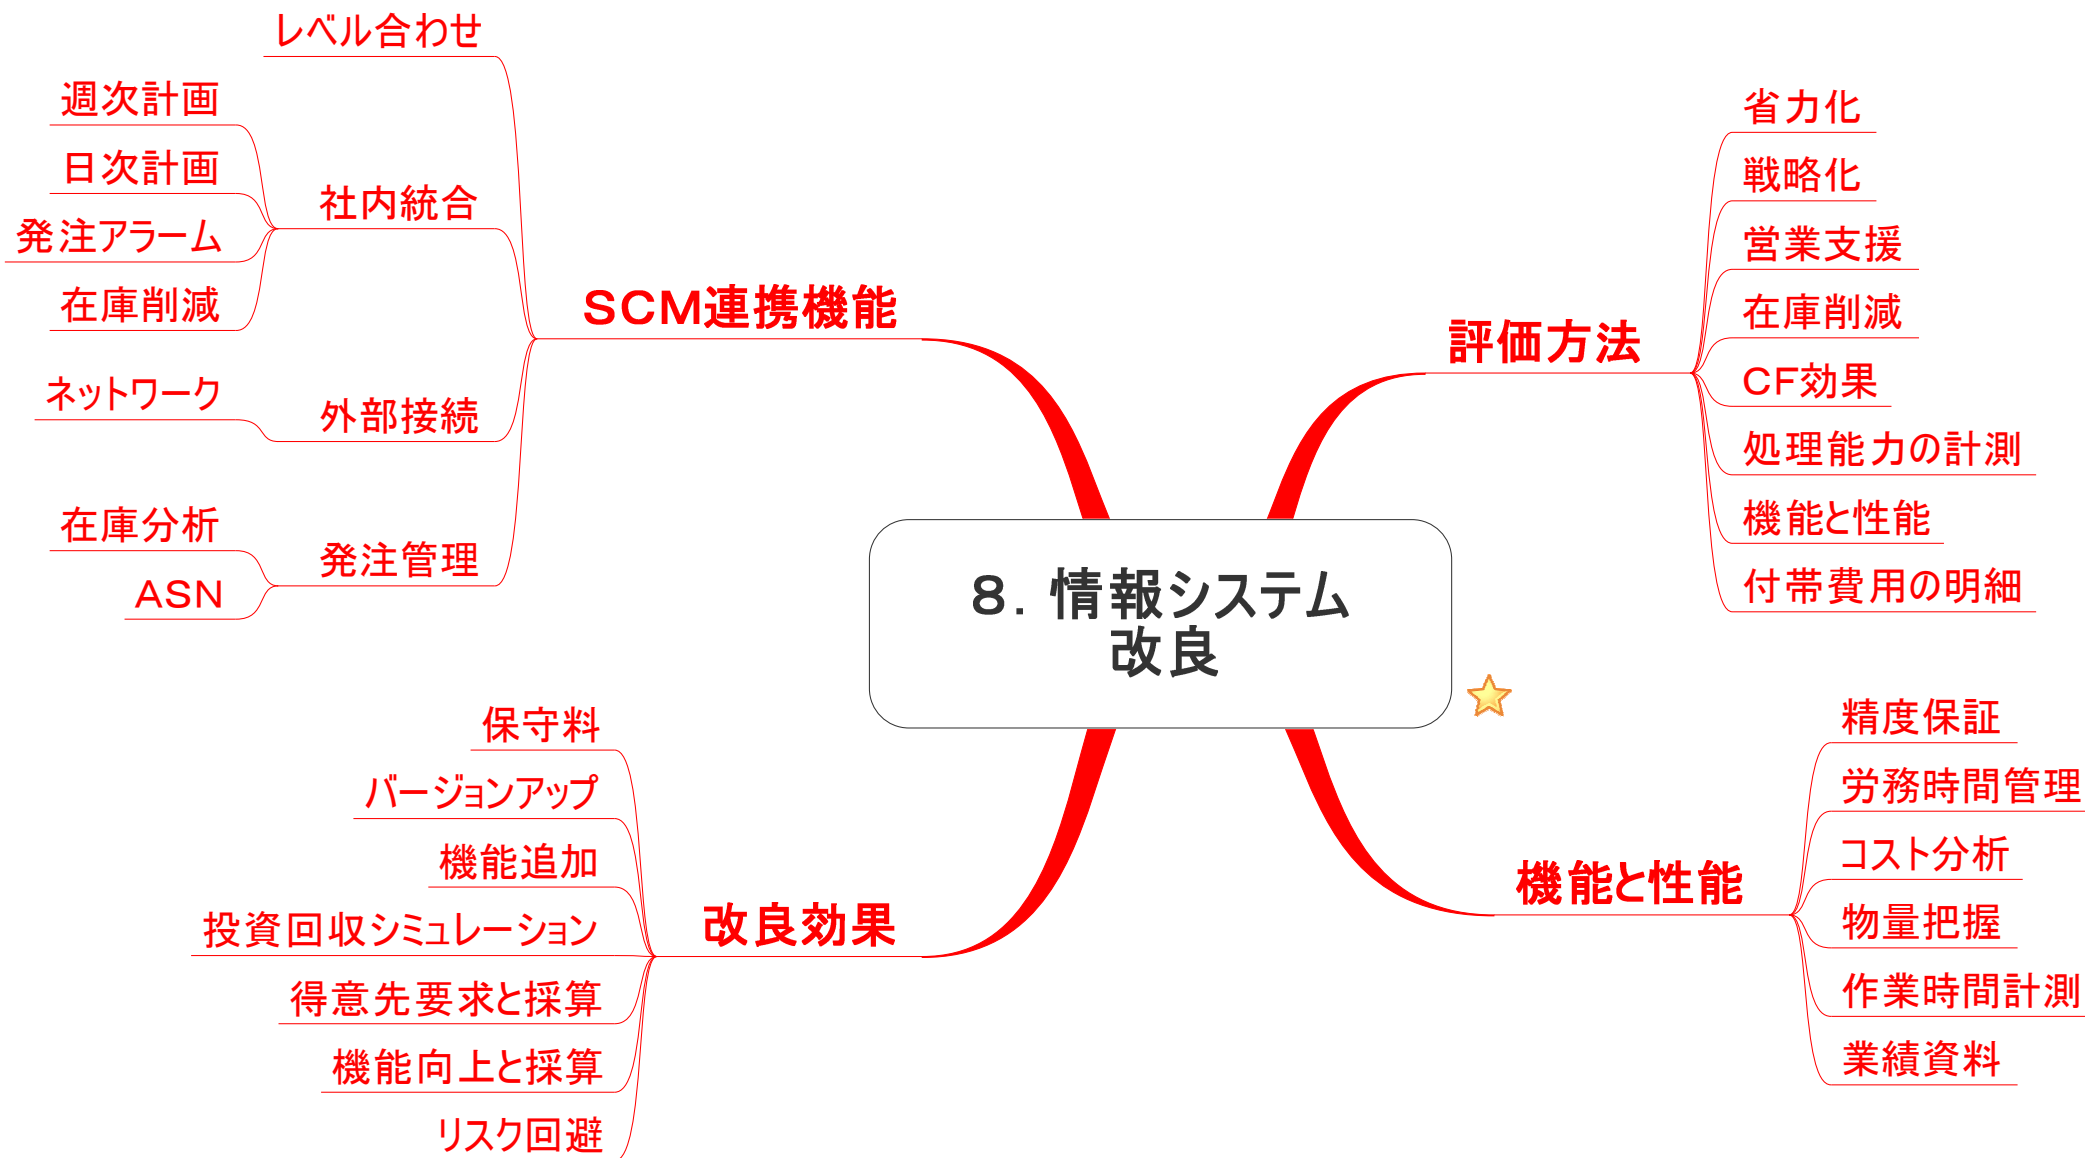 ８．情報システム
改良
評価方法
省力化
戦略化
営業支援
在庫削減
ＣＦ効果
処理能力の計測
機能と性能
付帯費用の明細
機能と性能
精度保証
労務時間管理
コスト分析
物量把握
作業時間計測
業績資料
ＳＣＭ連携機能
レベル合わせ
社内統合
週次計画
日次計画
発注アラーム
在庫削減
外部接続
ネットワーク
発注管理
在庫分析
ＡＳＮ
改良効果
保守料
バージョンアップ
機能追加
投資回収シミュレーション
得意先要求と採算
機能向上と採算
リスク回避